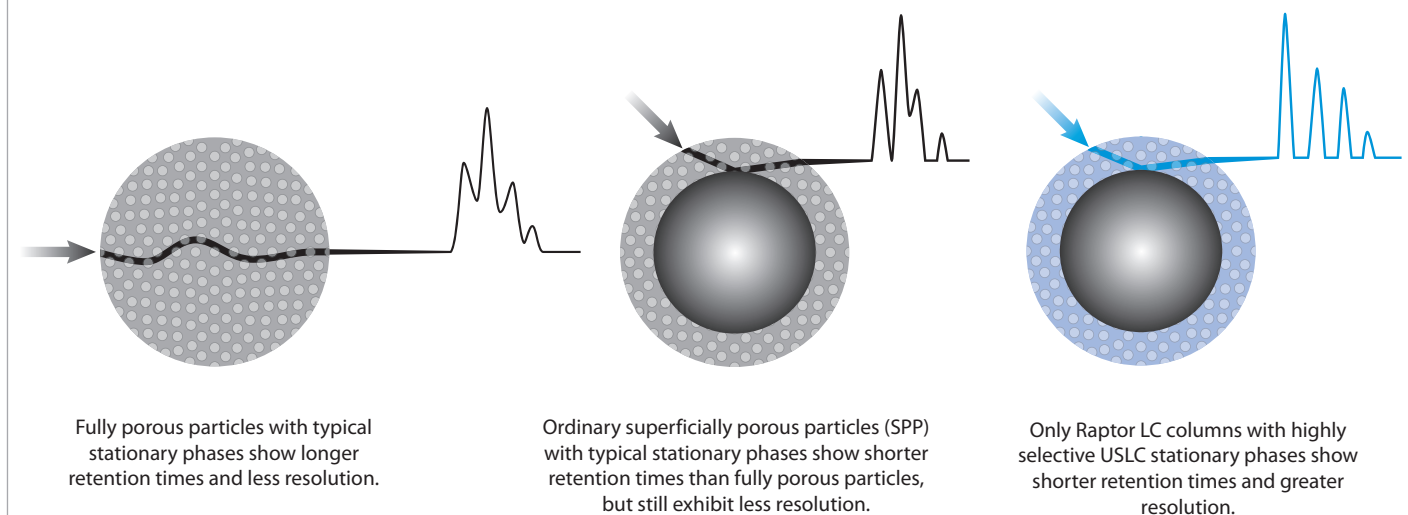 Fully porous particles with typical
stationary phases show longer
retention times and less resolution.
Ordinary superficially porous particles (SPP)
with typical stationary phases show shorter
retention times than fully porous particles,
but still exhibit less resolution.
Only Raptor LC columns with highly
selective USLC stationary phases show
shorter retention times and greater
resolution.